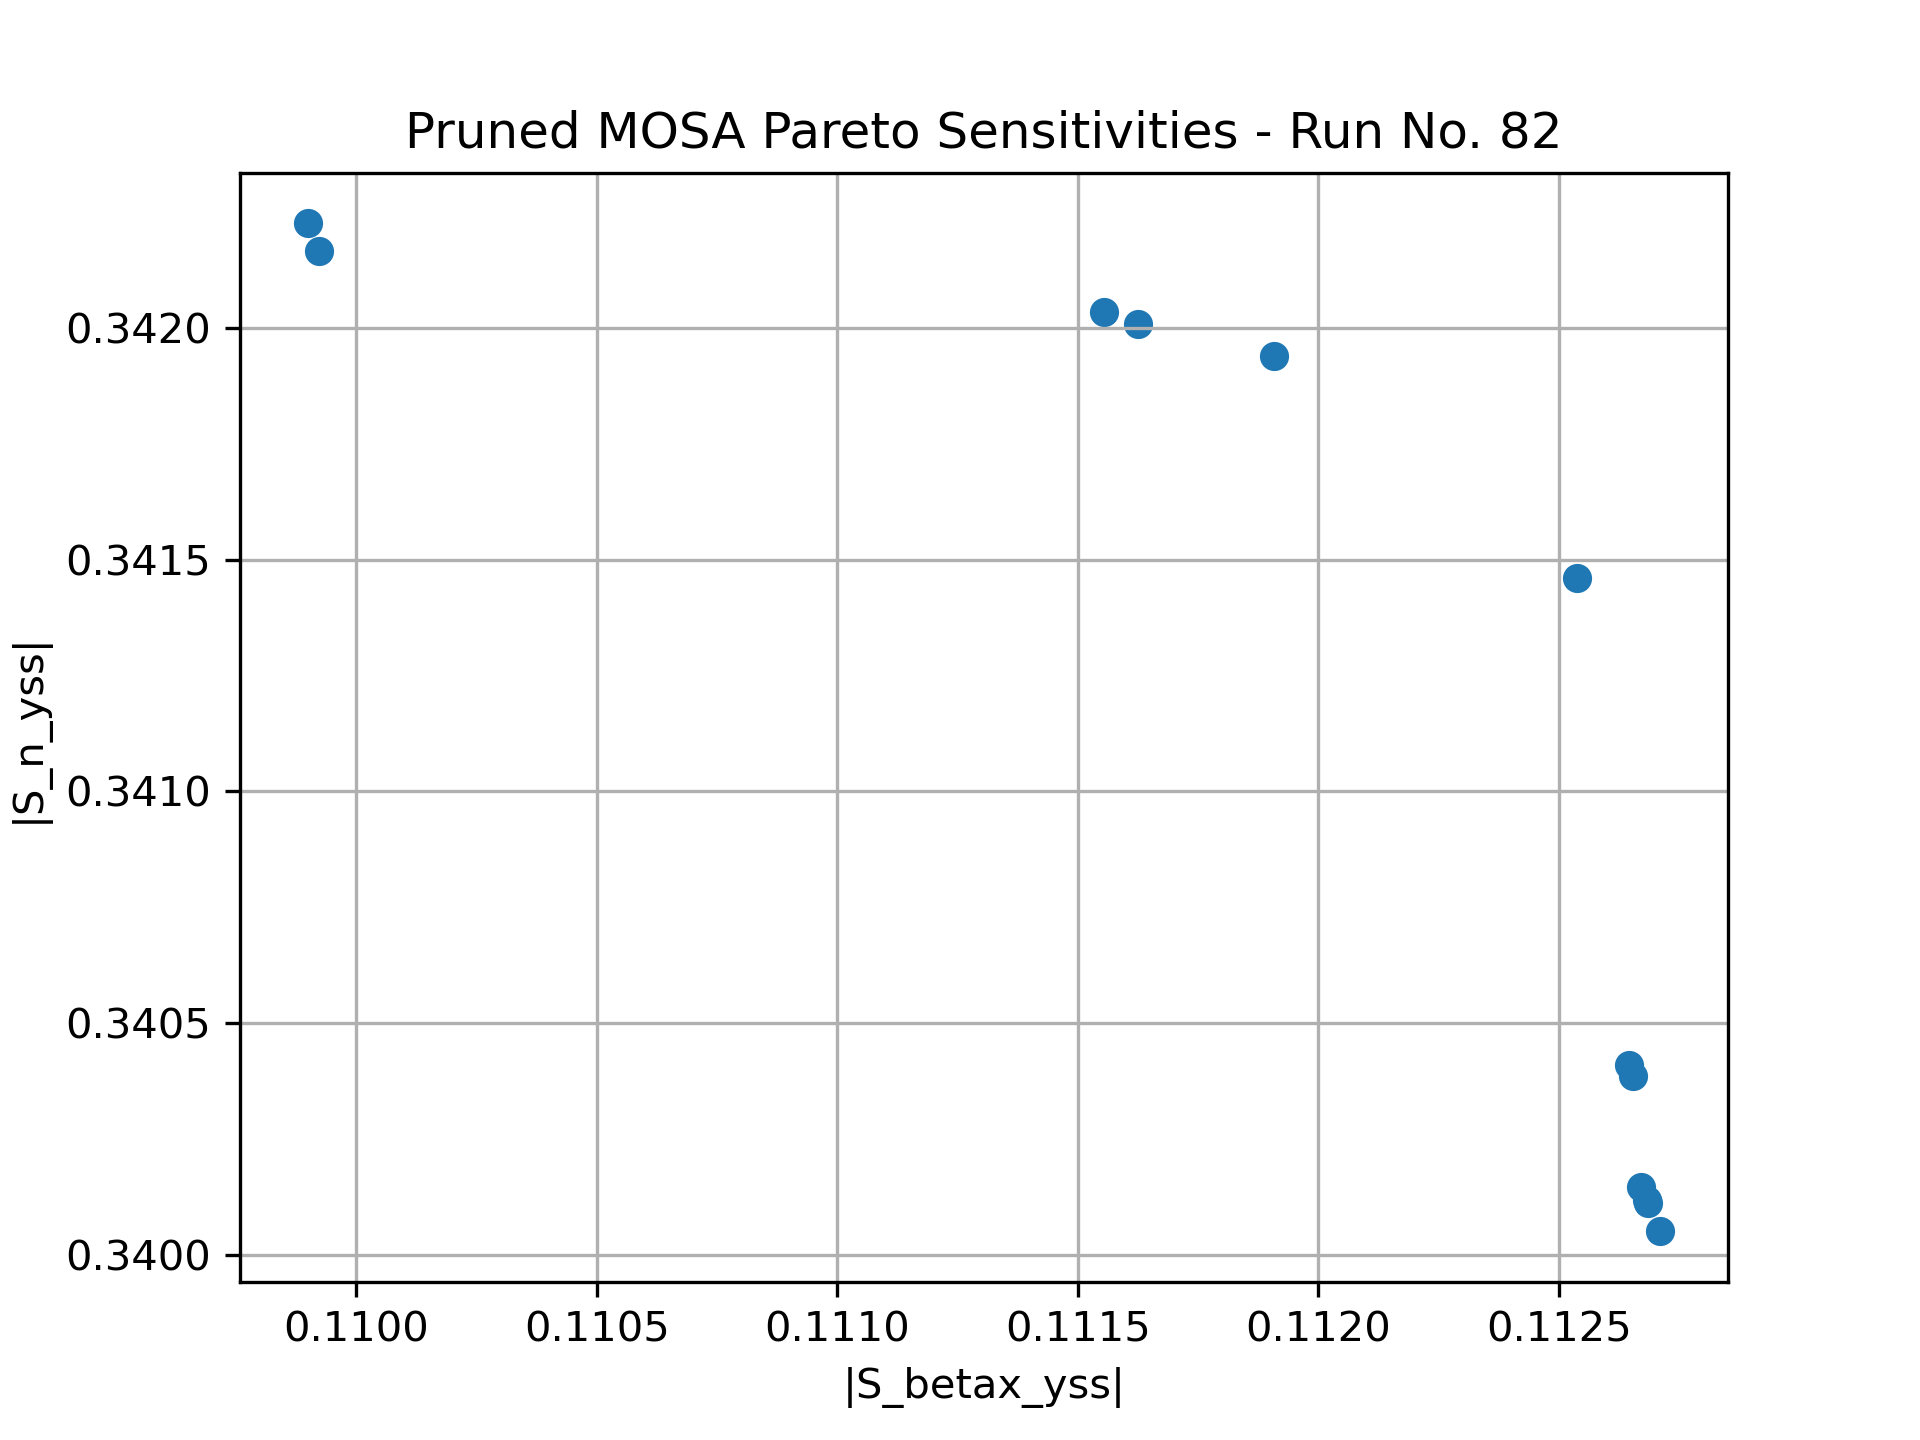 Pruned MOSA Pareto Sensitivities - Run No. 82
|S_n_yss|
0.3420
0.3415
0.3410
0.3405
0.3400
0.1100 0.1105 0.1110 0.1115 0.1120 0.1125
|S_betax_yss|